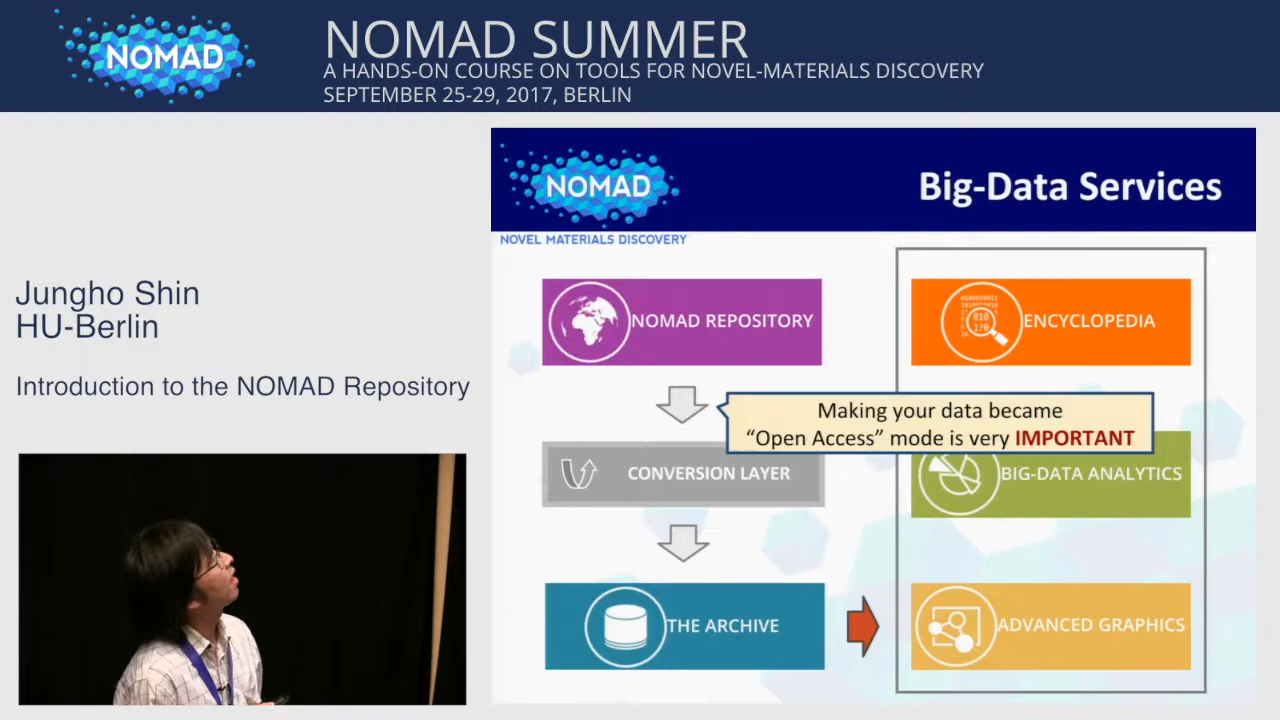 NOMAD
NOMAD SUMMER
A HANDS-ON COURSE ON TOOLS FOR NOVEL-MATERIALS DISCOVERY
SEPTEMBER 25-29, 2017, BERLIN
Jungho Shin
HU-Berlin
Introduction to the NOMAD Repository
NOMAD
NOVEL MATERIALS DISCOVERY
Big-Data Services
NOMAD REPOSITORY
ENCYCLOPEDIA
Making your data became
“Open Access” mode is very IMPORTANT
CONVERSION LAYER
BIG-DATA ANALYTICS
THE ARCHIVE
ADVANCED GRAPHICS